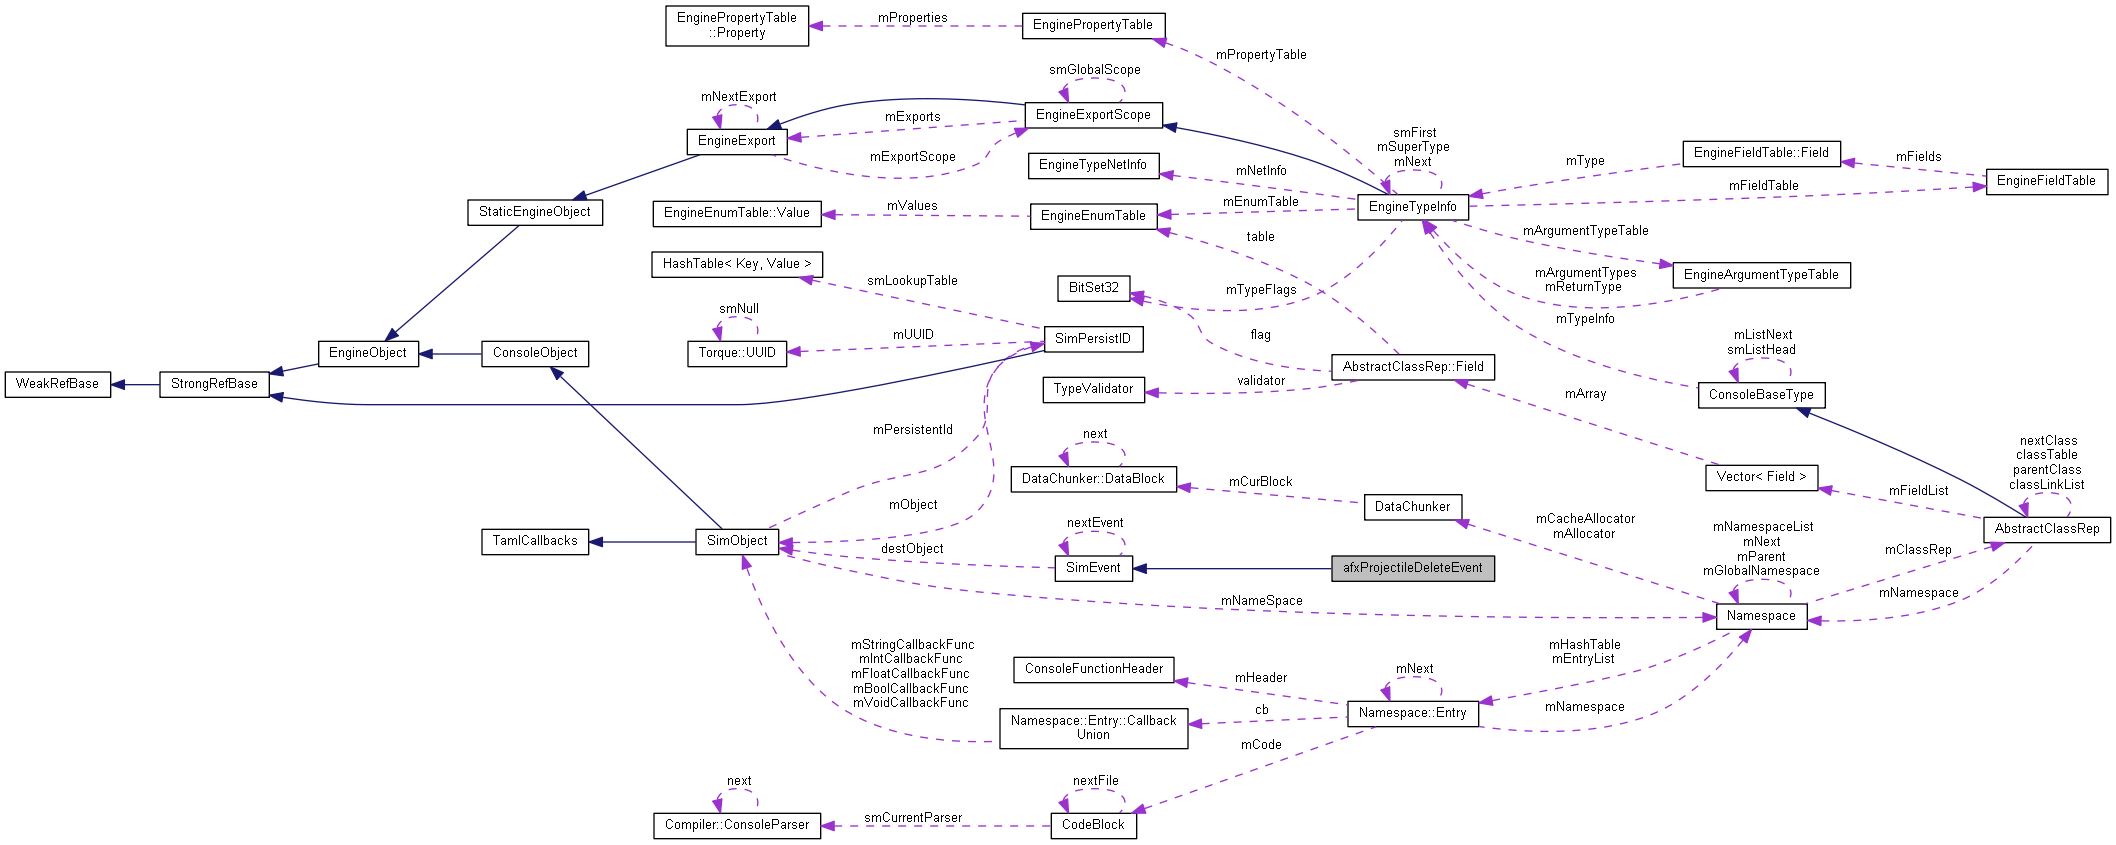 EnginePropertyTable
::Property
mProperties
EnginePropertyTable
mPropertyTable
smGlobalScope
mNextExport
EngineExport
mExports
mExportScope
EngineExportScope
EngineTypeNetInfo
mNetInfo
smFirst
mSuperType
mNext
EngineTypeInfo
mType
EngineFieldTable::Field
mFields
EngineFieldTable
mFieldTable
StaticEngineObject
EngineEnumTable::Value
mValues
EngineEnumTable
mEnumTable
table
mArgumentTypeTable
EngineArgumentTypeTable
mArgumentTypes
mReturnType
HashTable< Key, Value >
smLookupTable
BitSet32
mTypeFlags
flag
mTypeInfo
smNull
Torque::UUID
mUUID
SimPersistID
WeakRefBase
StrongRefBase
EngineObject
ConsoleObject
AbstractClassRep::Field
TypeValidator
validator
mListNext
smListHead
ConsoleBaseType
mArray
mPersistentId
next
DataChunker::DataBlock
mCurBlock
DataChunker
Vector< Field >
mFieldList
nextClass
classTable
parentClass
classLinkList
AbstractClassRep
mObject
TamlCallbacks
SimObject
destObject
nextEvent
SimEvent
afxProjectileDeleteEvent
mCacheAllocator
mAllocator
mNamespaceList
mNext
mParent
mGlobalNamespace
Namespace
mClassRep
mNamespace
mNameSpace
mStringCallbackFunc
mIntCallbackFunc
mFloatCallbackFunc
mBoolCallbackFunc
mVoidCallbackFunc
ConsoleFunctionHeader
mHeader
Namespace::Entry::Callback
Union
cb
mNext
Namespace::Entry
mHashTable
mEntryList
mNamespace
mCode
next
Compiler::ConsoleParser
smCurrentParser
nextFile
CodeBlock